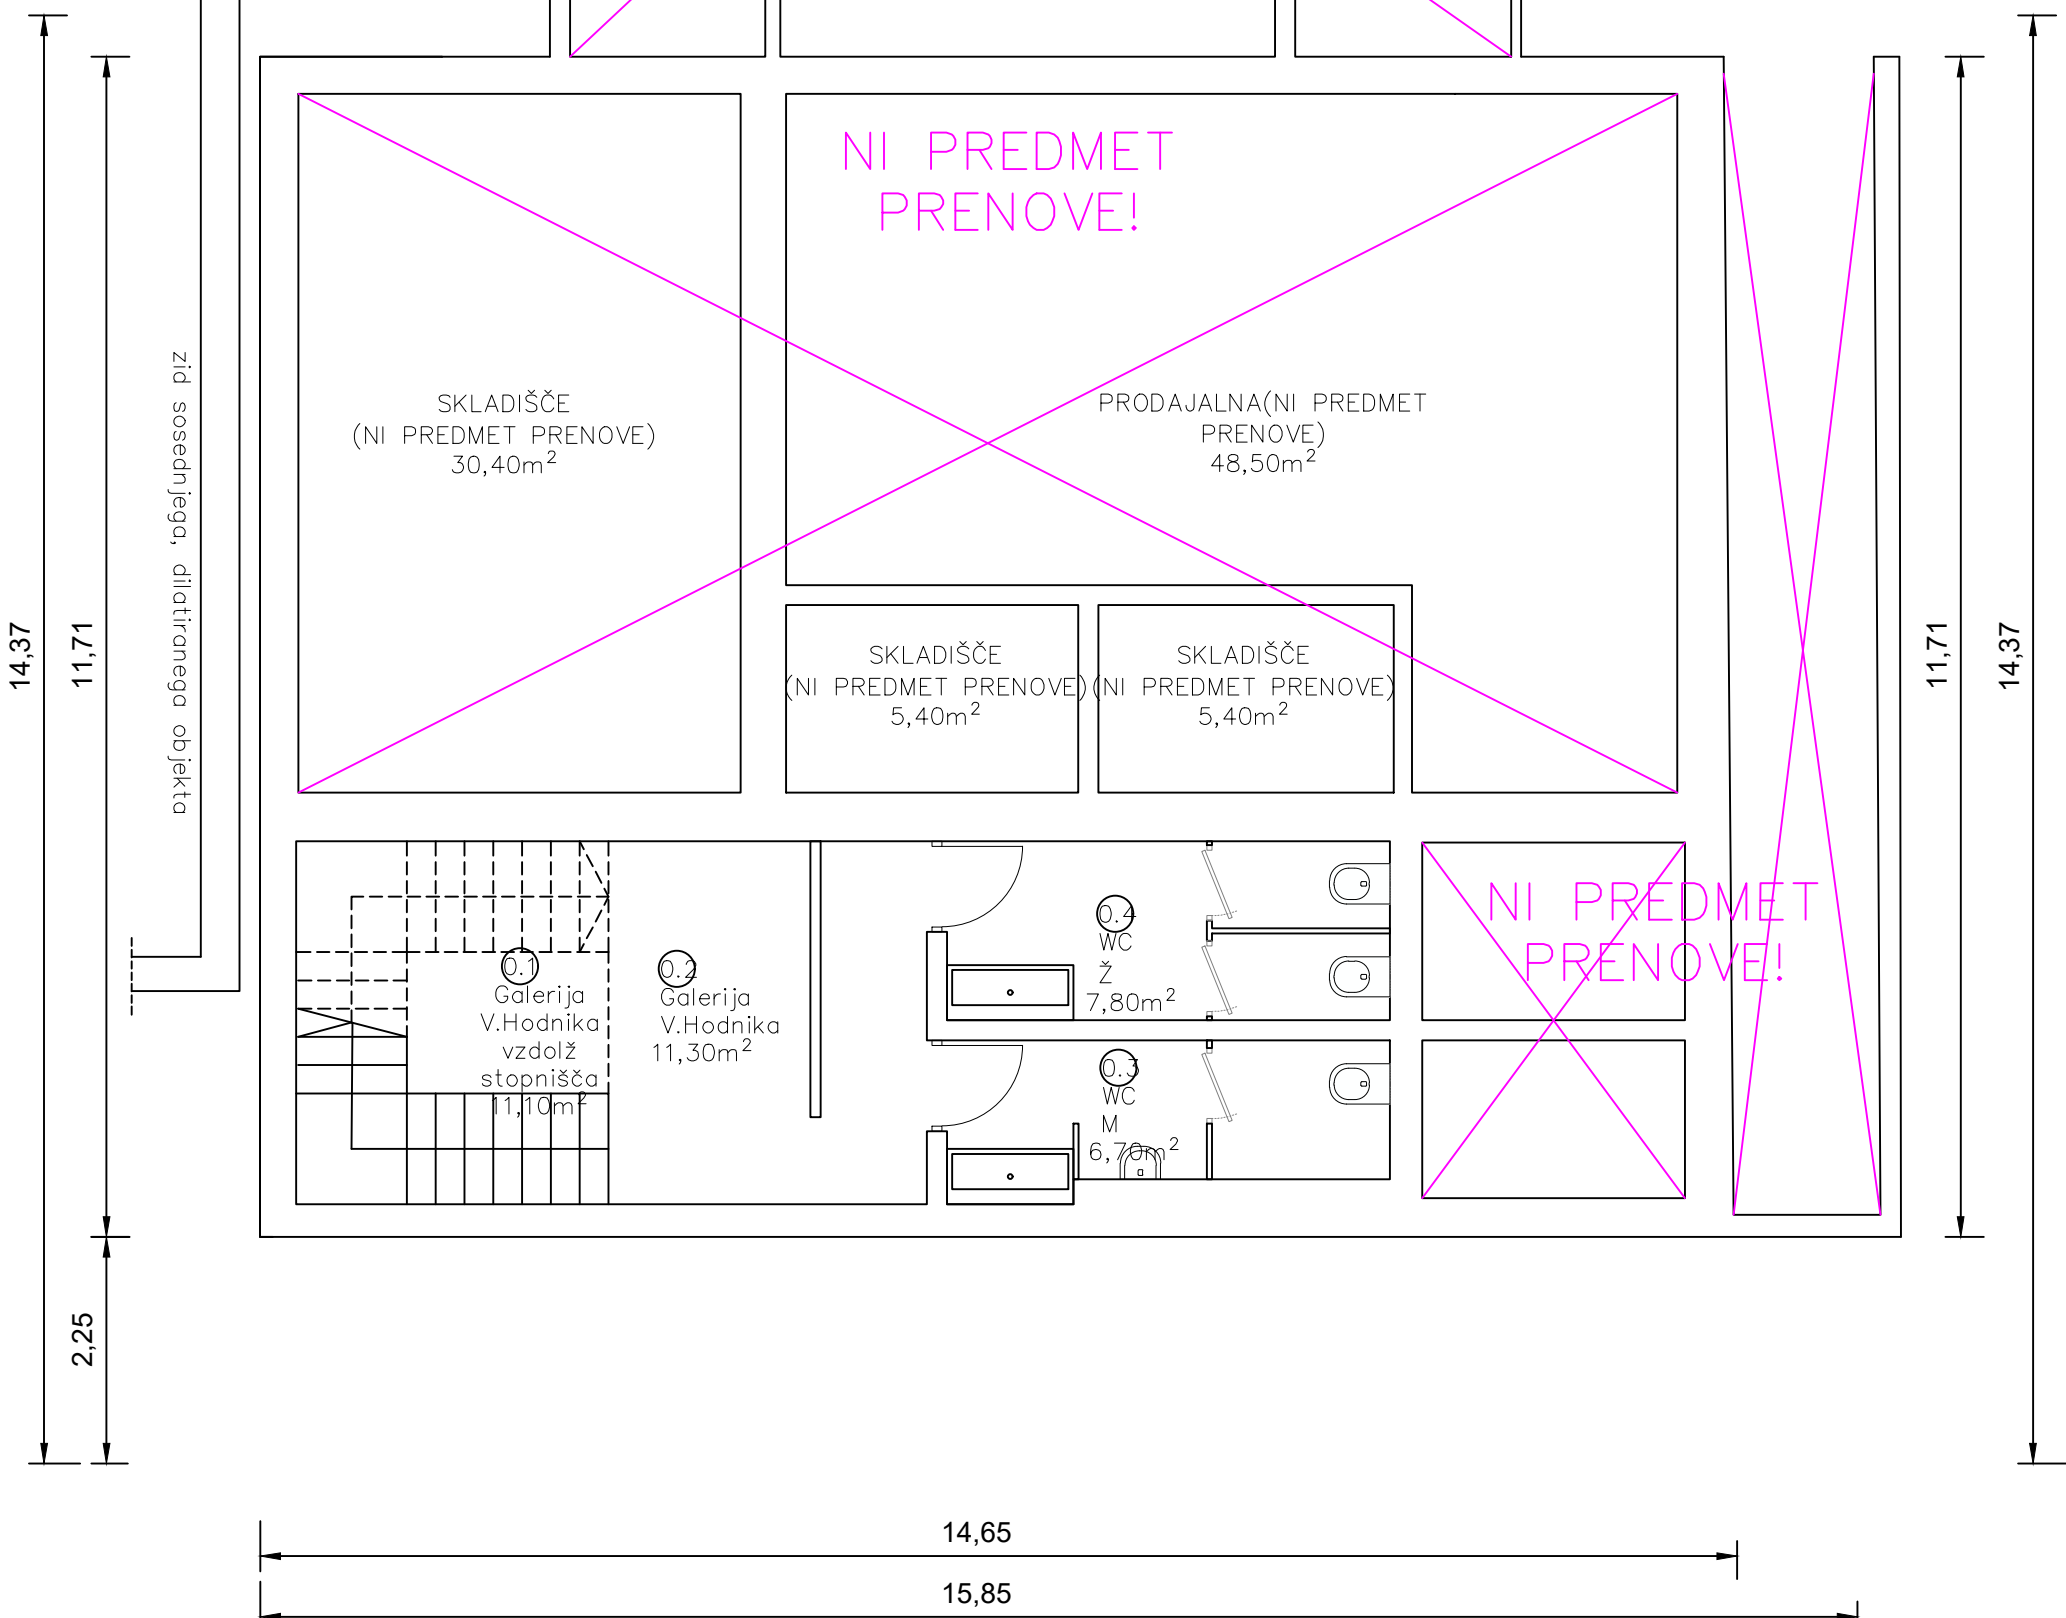 NI PREDMET
PRENOVE!
SKLADIŠČE
(NI PREDMET PRENOVE)
30,40m²
PRODAJALNA(NI PREDMET
PRENOVE)
48,50m²
zid sosednjega, dilatiranega objekta
14,37
11,71
11,71
14,37
SKLADIŠČE
(NI PREDMET PRENOVE)
5,40m²
SKLADIŠČE
(NI PREDMET PRENOVE)
5,40m²
NI PREDMET
PRENOVE!
0.1
Galerija
V.Hodnika
vzdolž
stopnišča
11,10m²
0.2
Galerija
V.Hodnika
11,30m²
0.4
WC
Ž
7,80m²
0.3
WC
M
6,70m²
2,25
14,65
15,85